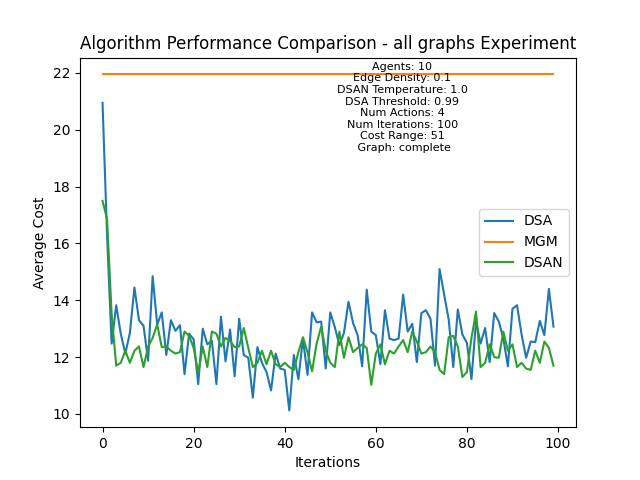 Algorithm Performance Comparison - all graphs Experiment
Agents: 10
Edge Density: 0.1
DSAN Temperature: 1.0
DSA Threshold: 0.99
Num Actions: 4
Num Iterations: 100
Cost Range: 51
Graph: complete
22
20
18
16
14
12
10
Average Cost
DSA
MGM
DSAN
0 20 40 60 80 100
Iterations